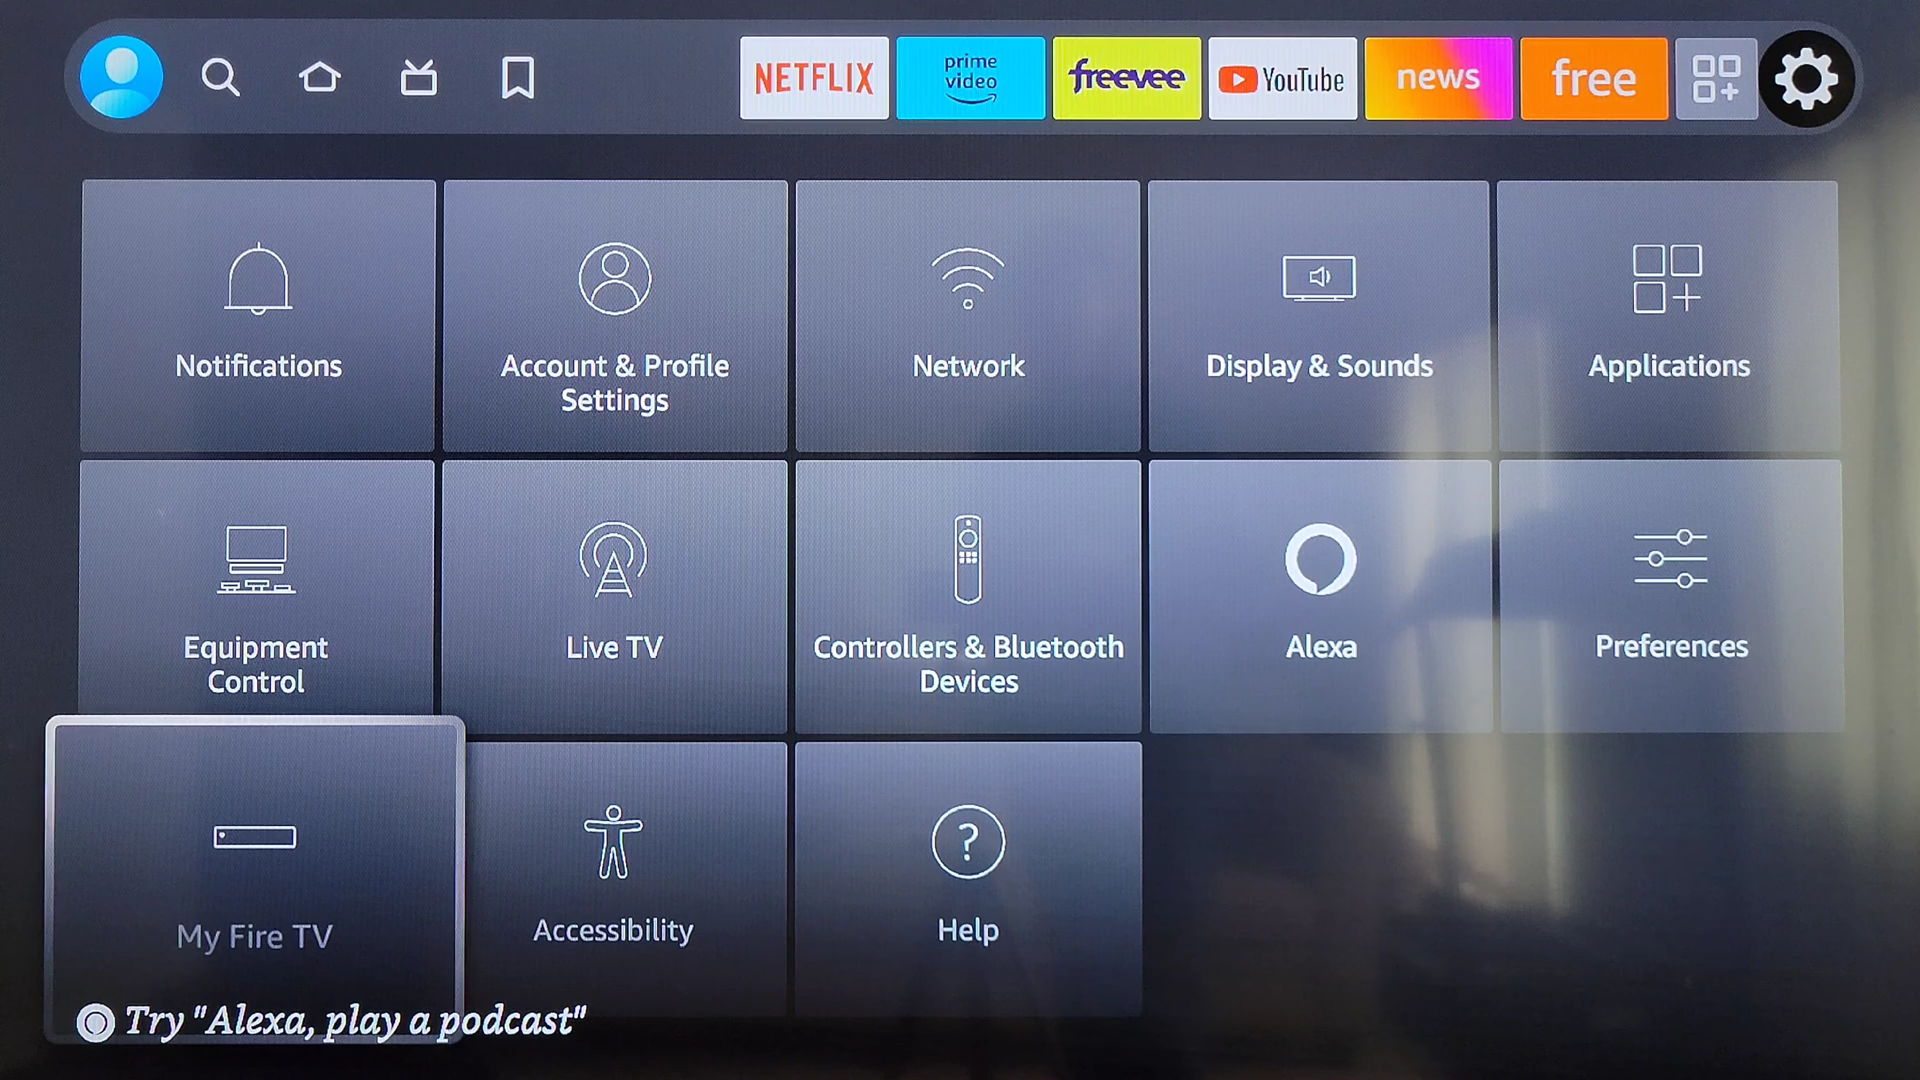 NETFLIX
prime
video
freevee
YouTube
news
free
Notifications
Account & Profile
Settings
Network
Display & Sounds
Applications
Equipment
Control
Live TV
Controllers & Bluetooth
Devices
Alexa
Preferences
My Fire TV
Accessibility
?
Help
Try "Alexa, play a podcast"